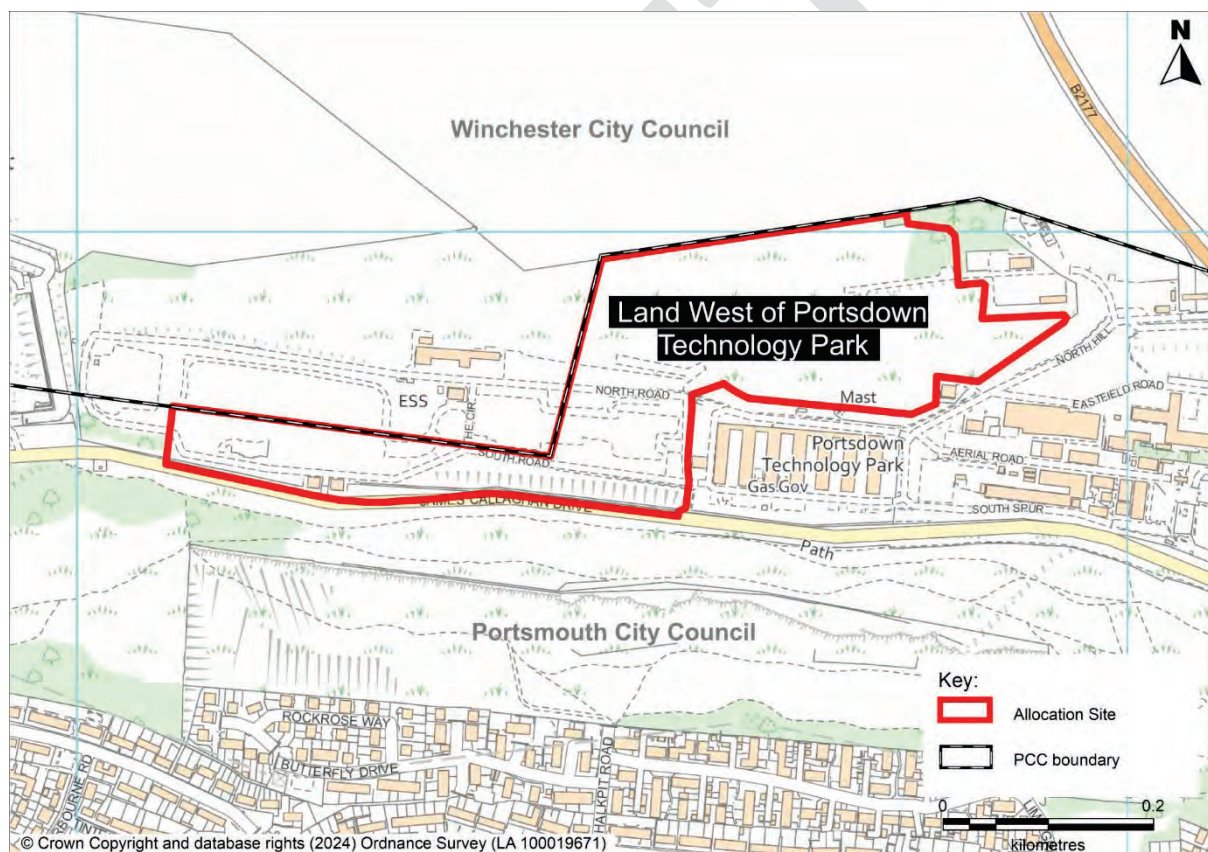 N
B2177
Winchester City Council
Land West of Portsdown
Technology Park
NORTH HILL
NORTH ROAD
Mast
EASTFIELD ROAD
ESS
THE CIR
Portsdown
Technology Park
AERIAL ROAD
SOUTH ROAD
Gas Gov
SOUTH SPUR
JAMES CALLAGHAN DRIVE
Path
Portsmouth City Council
Key:
Allocation Site
PCC boundary
ROCKROSE WAY
BUTTERFLY DRIVE
HALKPIT ROAD
RBOURNE RD
0 0.2
kilometres
© Crown Copyright and database rights (2024) Ordnance Survey (LA 100019671)